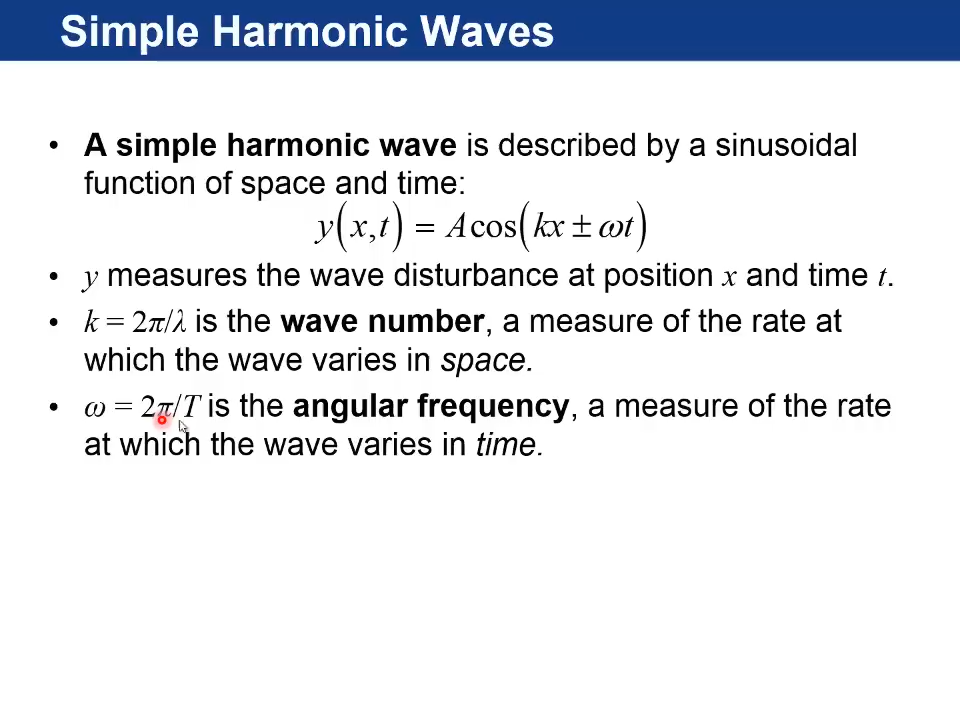 Simple Harmonic Waves
• A simple harmonic wave is described by a sinusoidal
function of space and time:
y(x,t) = A cos(kx ± ωt)
• y measures the wave disturbance at position x and time t.
• k = 2π/λ is the wave number, a measure of the rate at
which the wave varies in space.
• ω = 2π/T is the angular frequency, a measure of the rate
at which the wave varies in time.